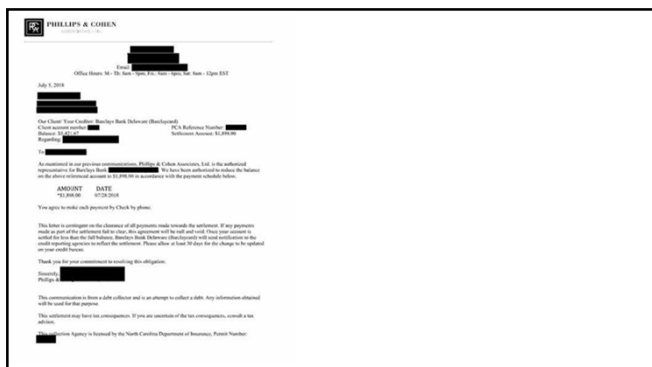 PHILLIPS & COHEN
ASSOCIATES, LTD.
Email:
Office Hours: M - Th: 8am - 9pm; Fri.: 8am - 6pm; Sat: 8am - 12pm EST
July 5, 2018
Our Client/ Your Creditor: Barclays Bank Delaware (Barclaycard)
Client account number:
PCA Reference Number:
Balance:
Settlement Amount: $1,898.00
Regarding:
To
As mentioned in our previous communications, Phillips & Cohen Associates, Ltd. is the authorized
representative for Barclays Bank We have been authorized to reduce the balance
on the above referenced account to $1,898.00 in accordance with the payment schedule below.
AMOUNT DATE
*$1,898.00 07/28/2018
You agree to make each payment by Check by phone.
This letter is contingent on the clearance of all payments made towards the settlement. If any payments
made as part of the settlement fail to clear, this agreement will be null and void. Once your account is
settled for less than the full balance, Barclays Bank Delaware (Barclaycard) will send notification to the
credit reporting agencies to reflect the settlement. Please allow at least 30 days for the change to be updated
on your credit bureau.
Thank you for your commitment to resolving this obligation.
Sincerely,
Phillips &
This communication is from a debt collector and is an attempt to collect a debt. Any information obtained
will be used for that purpose.
This settlement may have tax consequences. If you are uncertain of the tax consequences, consult a tax
advisor.
This collection Agency is licensed by the North Carolina Department of Insurance, Permit Number: